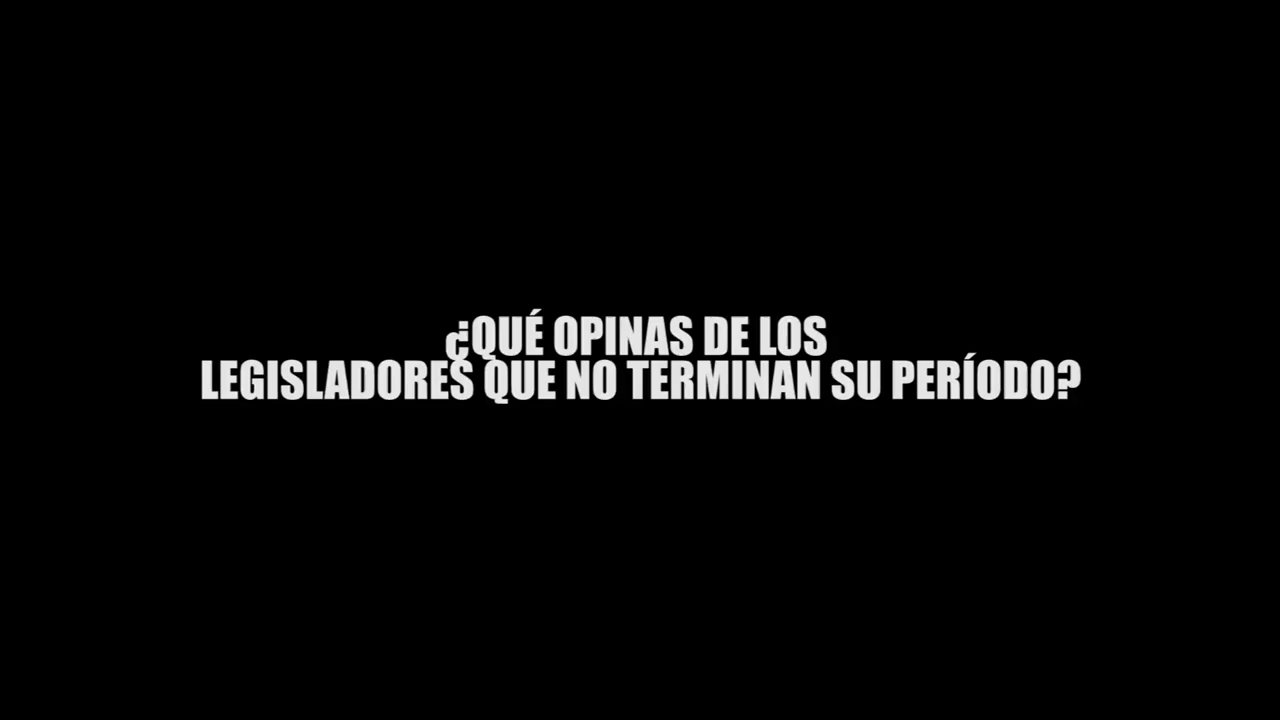 ¿QUÉ OPINAS DE LOS
LEGISLADORES QUE NO TERMINAN SU PERÍODO?